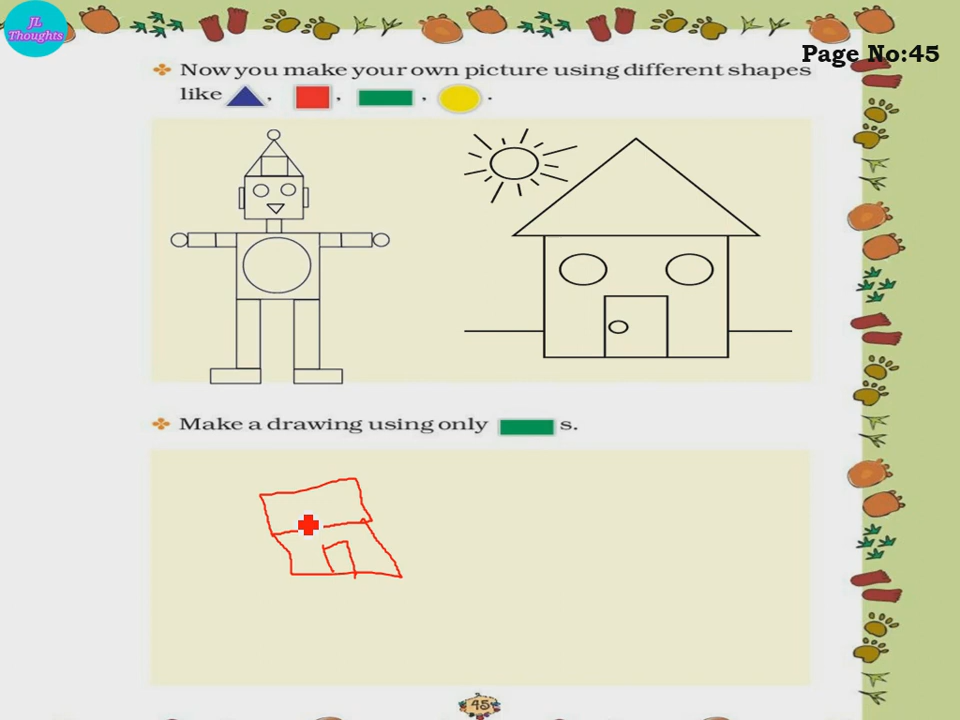 JL
Thoughts
Page No:45
Now you make your own picture using different shapes
like , , , .
Make a drawing using only s.
45